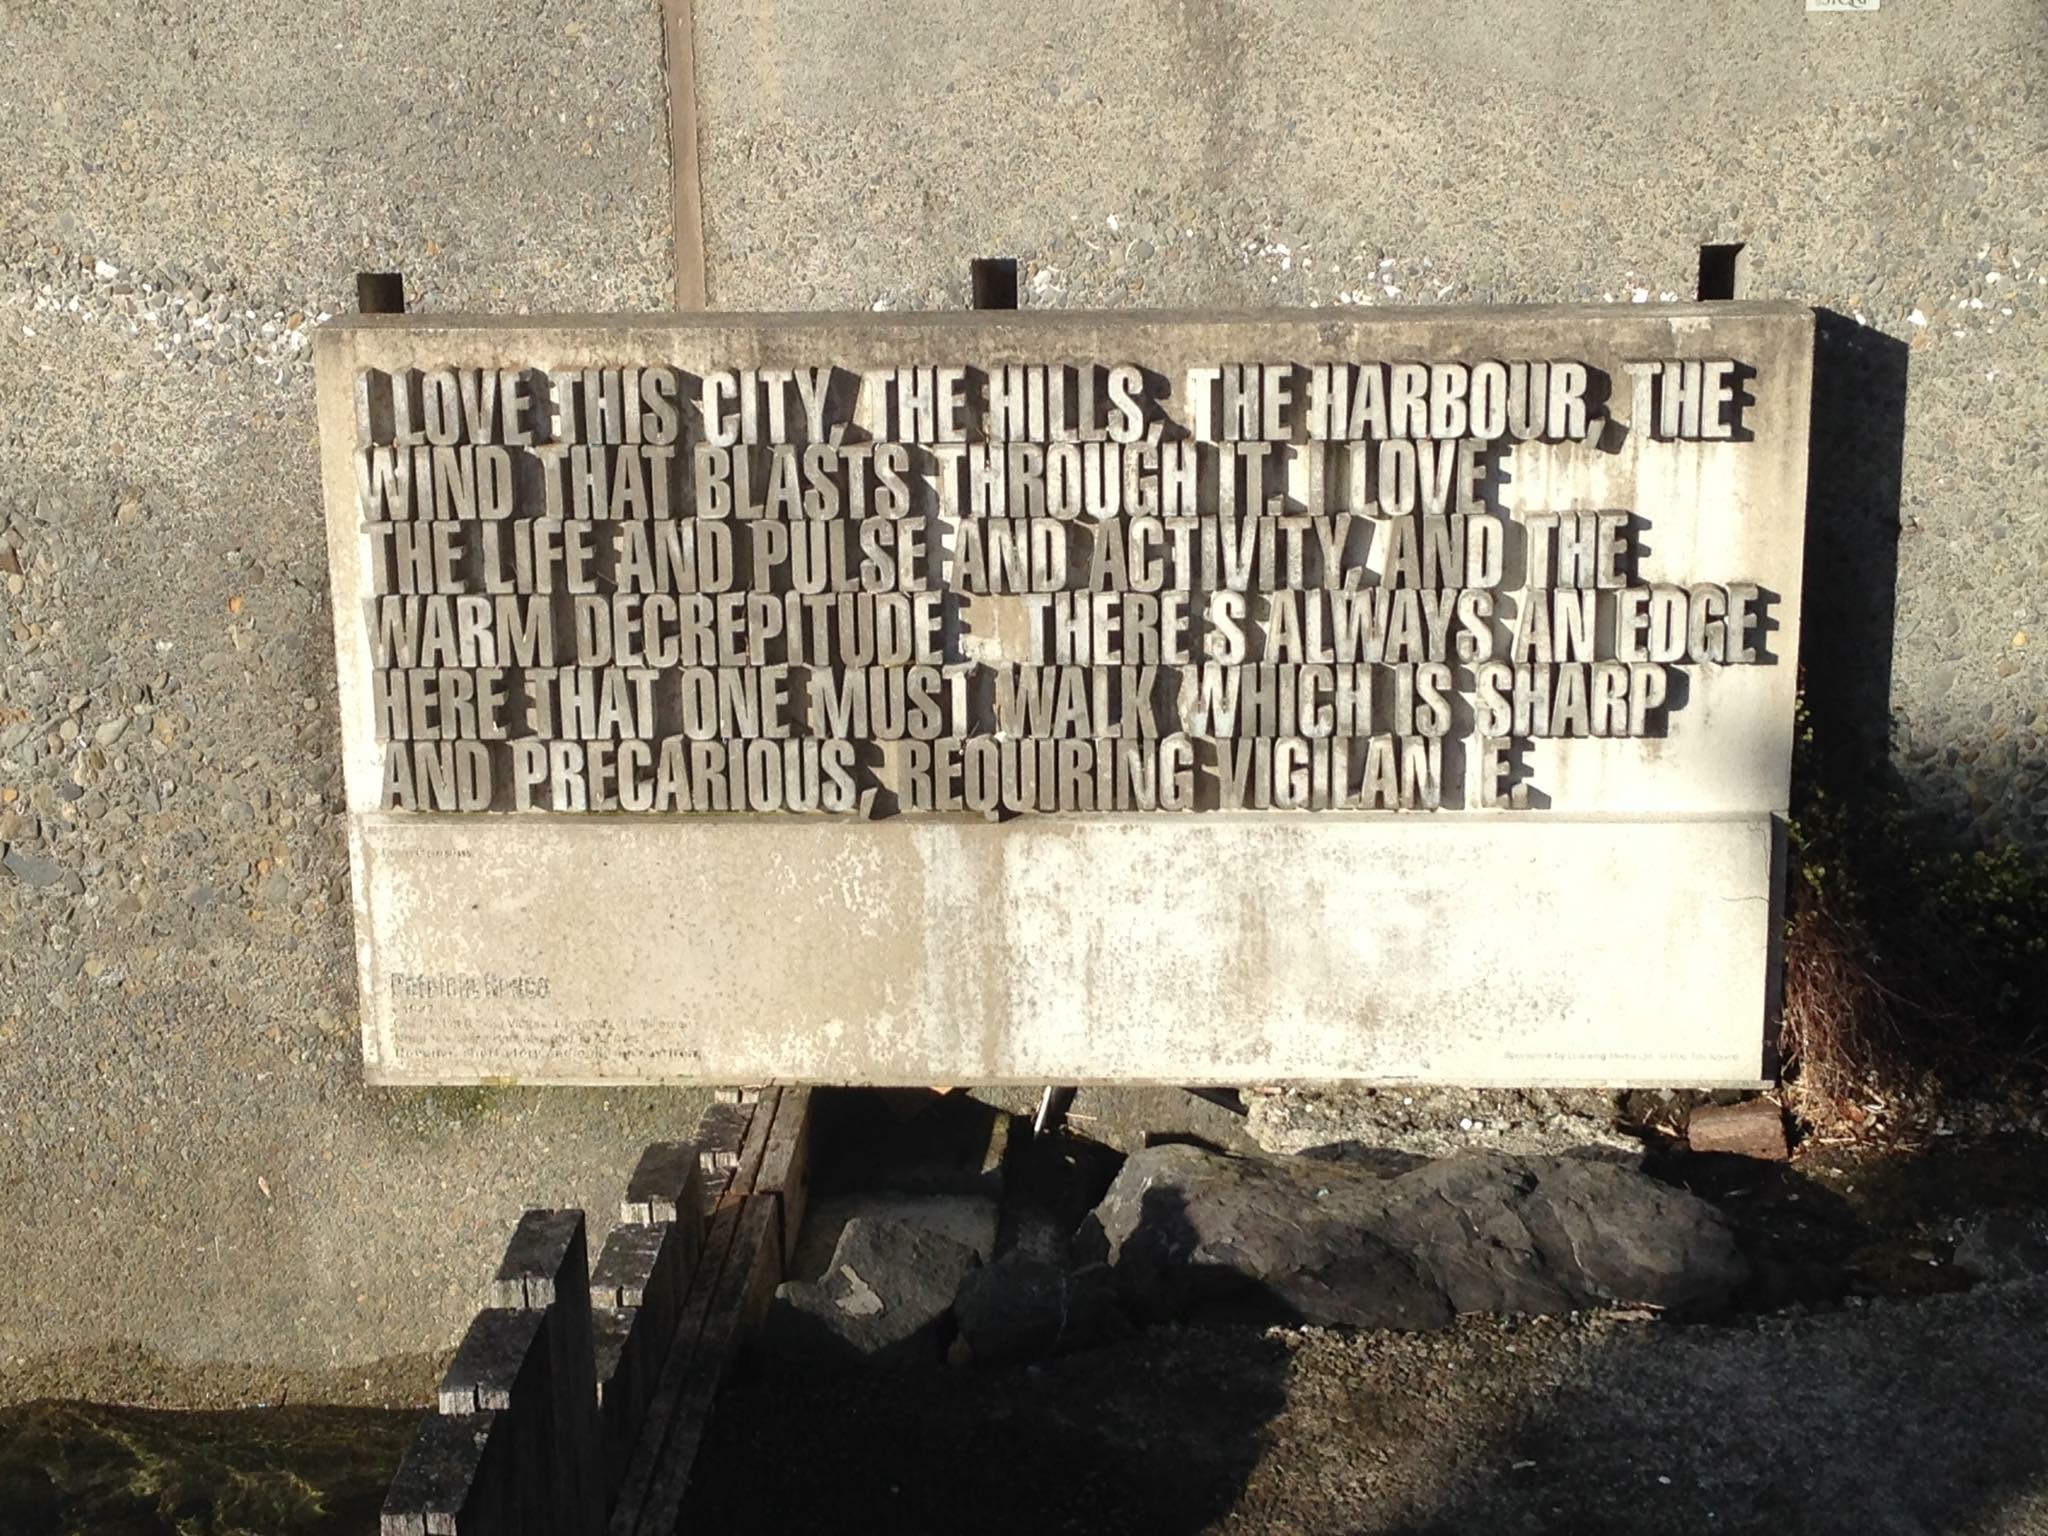 I LOVE THIS CITY, THE HILLS, THE HARBOUR, THE
WIND THAT BLASTS THROUGH IT. I LOVE
THE LIFE AND PULSE AND ACTIVITY, AND THE
WARM DECREPITUDE THERE S ALWAYS AN EDGE
HERE THAT ONE MUST WALK WHICH IS SHARP
AND PRECARIOUS, REQUIRING VIGILAN E.
Patricia Grace